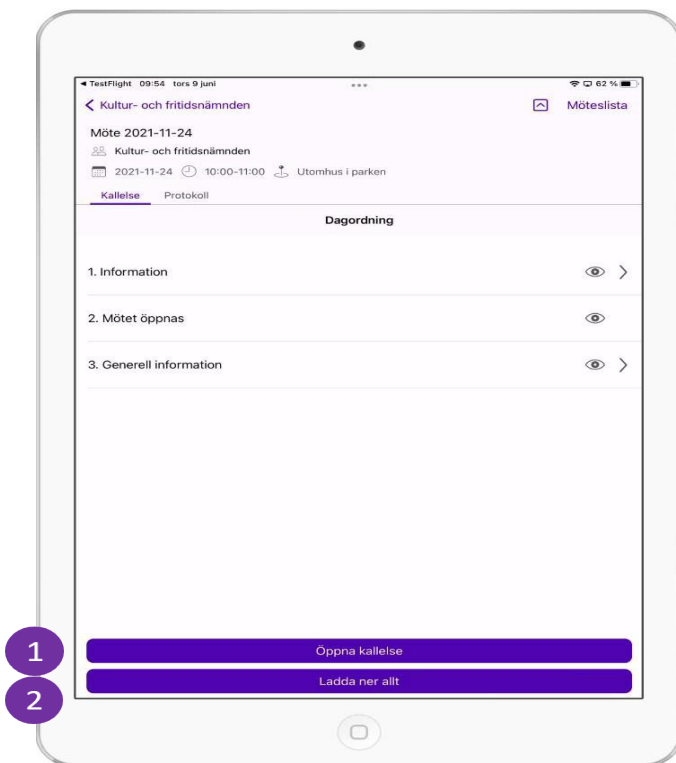 TestFlight 09:54 tors 9 juni 62 %
Kultur- och fritidsnämnden Möteslista
Möte 2021-11-24
Kultur- och fritidsnämnden
2021-11-24 10:00-11:00 Utomhus i parken
Kallelse Protokoll
Dagordning
1. Information
2. Mötet öppnas
3. Generell information
1 Öppna kallelse
2 Ladda ner allt